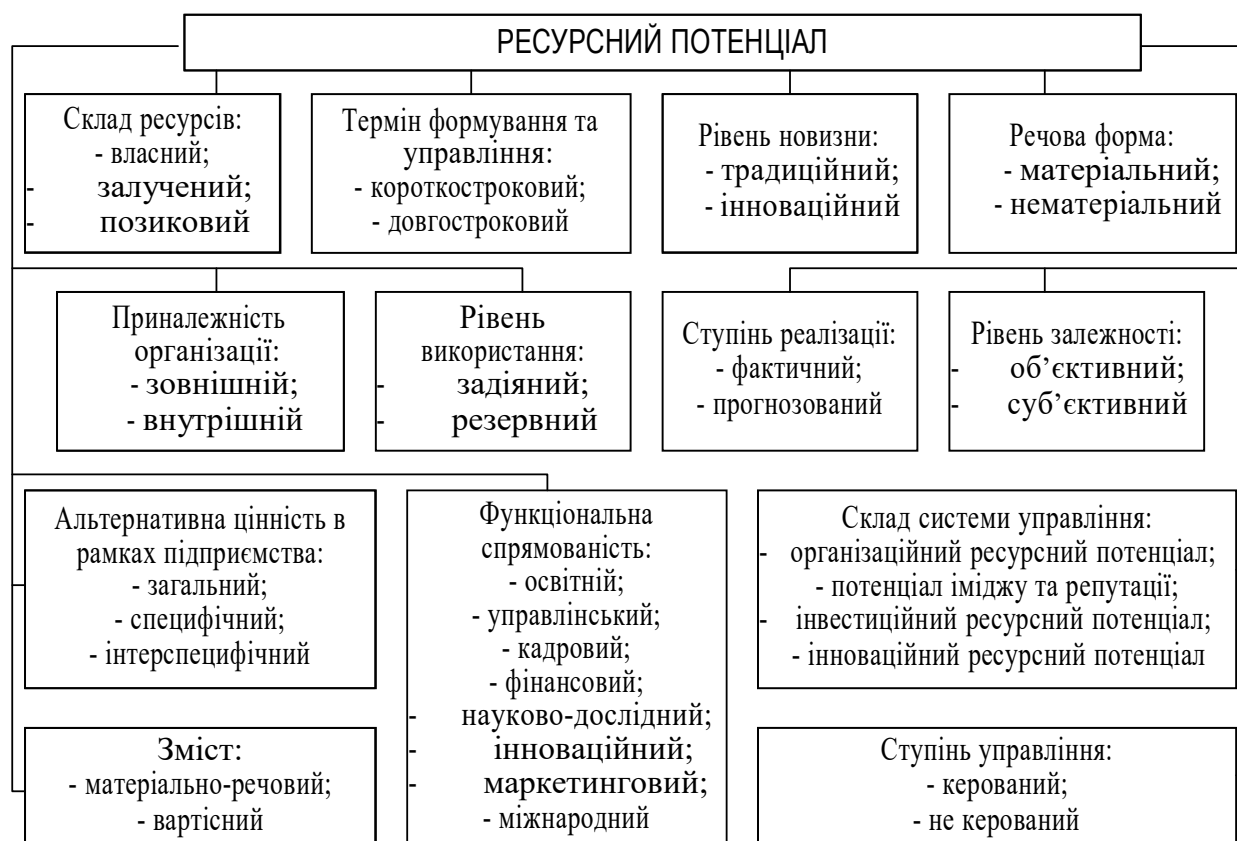 РЕСУРСНИЙ ПОТЕНЦІАЛ
Склад ресурсів:
- власний;
- залучений;
- позиковий
Термін формування та
управління:
- короткостроковий;
- довгостроковий
Рівень новизни:
- традиційний;
- інноваційний
Речова форма:
- матеріальний;
- нематеріальний
Приналежність
організації:
- зовнішній;
- внутрішній
Рівень
використання:
- задіяний;
- резервний
Ступінь реалізації:
- фактичний;
- прогнозований
Рівень залежності:
- об’єктивний;
- суб’єктивний
Альтернативна цінність в
рамках підприємства:
- загальний;
- специфічний;
- інтерспецифічний
Функціональна
спрямованість:
- освітній;
- управлінський;
- кадровий;
- фінансовий;
- науково-дослідний;
- інноваційний;
- маркетинговий;
- міжнародний
Склад системи управління:
- організаційний ресурсний потенціал;
- потенціал іміджу та репутації;
- інвестиційний ресурсний потенціал;
- інноваційний ресурсний потенціал
Зміст:
- матеріально-речовий;
- вартісний
Ступінь управління:
- керований;
- не керований